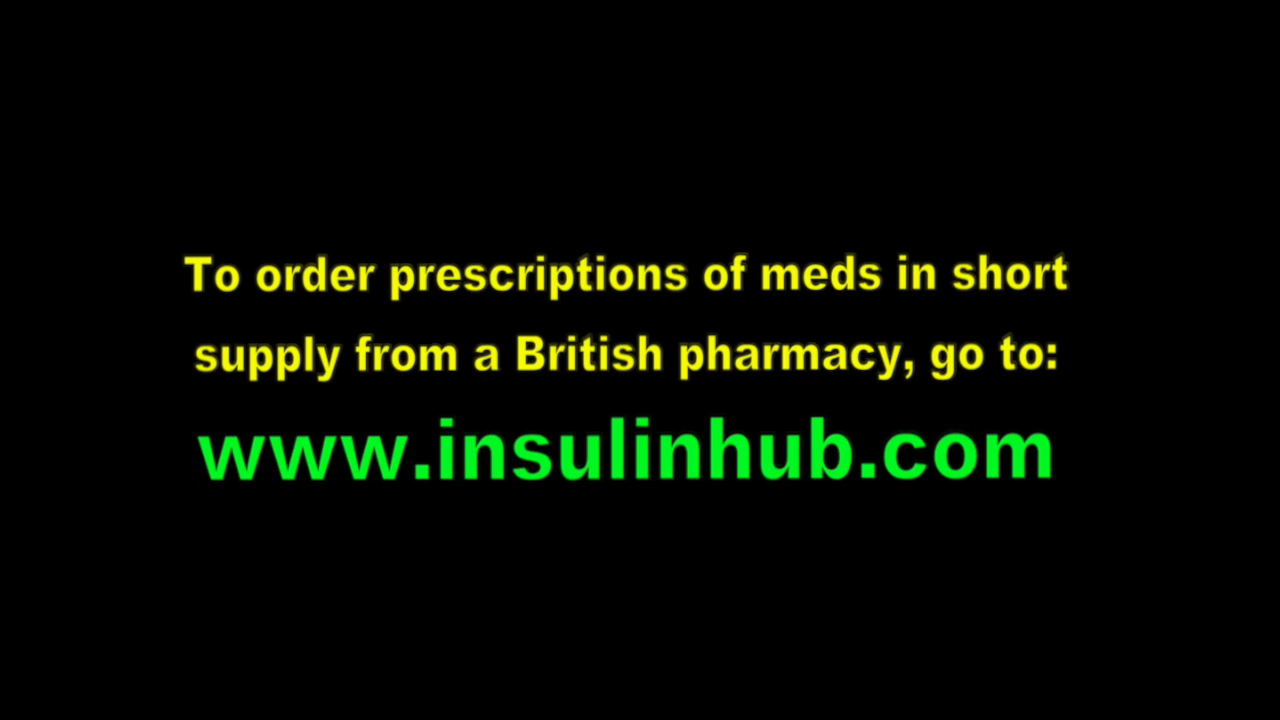 To order prescriptions of meds in short
supply from a British pharmacy, go to:
www.insulinhub.com